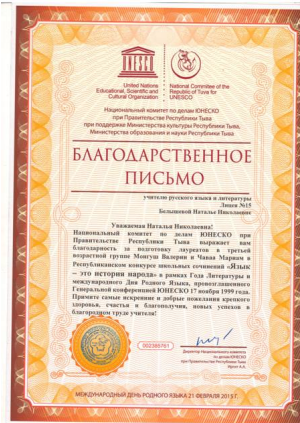 United Nations
Educational, Scientific and
Cultural Organization
National Commitee of the
Republic of Tuva for
UNESCO
Национальный комитет по делам ЮНЕСКО
при Правительстве Республики Тыва
при поддержке Министерства культуры Республики Тыва,
Министерства образования и науки Республики Тыва
БЛАГОДАРСТВЕННОЕ
ПИСЬМО
учителю русского языка и литературы
Лицея №15
Белышевой Наталье Николаевне
Уважаемая Наталья Николаевна!
Национальный комитет по делам ЮНЕСКО при
Правительстве Республики Тыва выражает вам
благодарность за подготовку лауреатов в третьей
возрастной группе Монгуш Валерии и Чаваа Марии в
Республиканском конкурсе школьных сочинений «Язык
– это история народа» в рамках Года Литературы и
международного Дня Родного Языка, провозглашенного
Генеральной конференцией ЮНЕСКО 17 ноября 1999 года.
Примите самые искренние и добрые пожелания крепкого
здоровья, счастья и благополучия, новых успехов в
благородном труде учителя!
002365761
Директор Национального комитета
по делам ЮНЕСКО
при Правительстве Республики Тыва
МЕЖДУНАРОДНЫЙ ДЕНЬ РОДНОГО ЯЗЫКА 21 ФЕВРАЛЯ 2015 Г.